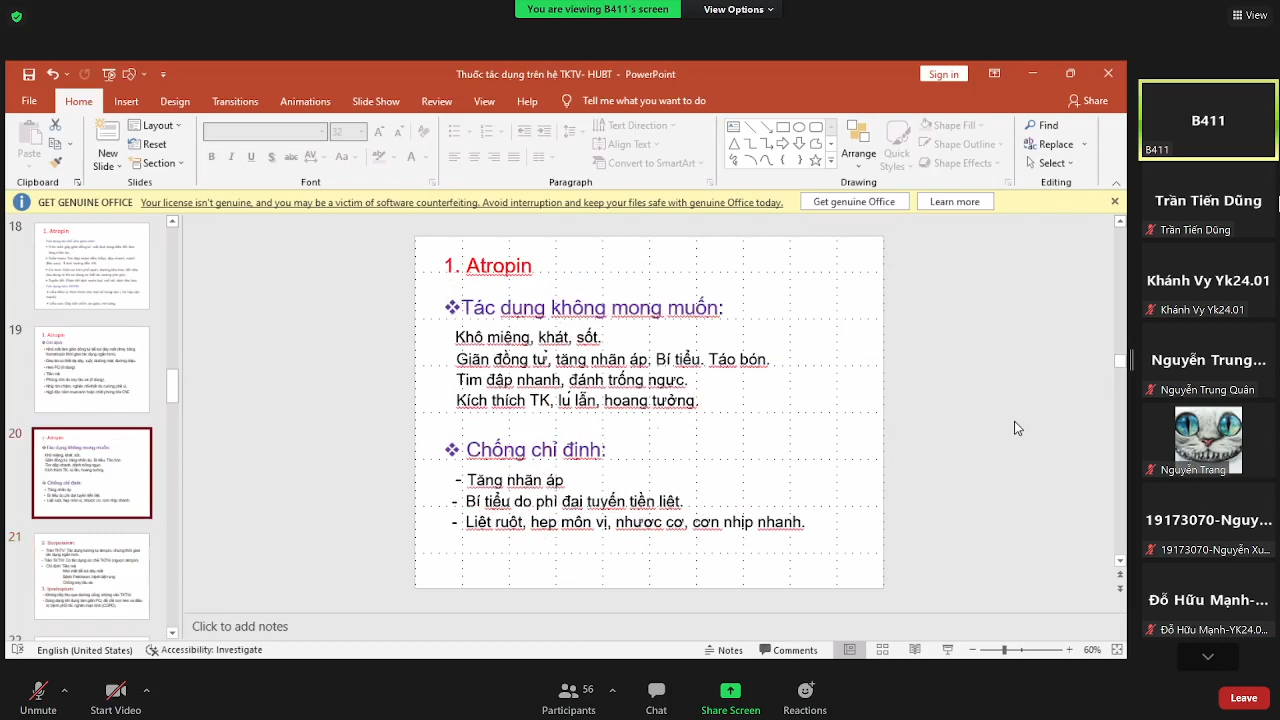 You are viewing B411's screen
View Options
View
Thuốc tác dụng trên hệ TKTV- HUBT - PowerPoint
Sign in
File
Home
Insert
Design
Transitions
Animations
Slide Show
Review
View
Help
Tell me what you want to do
Share
Paste
New
Slide
Layout
Reset
Section
32
Text Direction
Align Text
Convert to SmartArt
Arrange
Quick
Styles
Shape Fill
Shape Outline
Shape Effects
Find
Replace
Select
Clipboard
Slides
Font
Paragraph
Drawing
Editing
GET GENUINE OFFICE
Your license isn't genuine, and you may be a victim of software counterfeiting. Avoid interruption and keep your files safe with genuine Office today.
Get genuine Office
Learn more
18
1. Atropin
19
1. Atropin
20
21
2. Scopolamin:
3. Ipratropium:
22
1. Atropin
❖Tác dụng không mong muốn:
Khô miệng, khát, sốt.
Giãn đồng tử, tăng nhãn áp. Bí tiểu. Táo bón
Tim đập nhanh, đánh trống ngực.
Kích thích TK, lú lẫn, hoang tưởng.
❖ Chống chỉ định:
- Tăng nhãn áp
- Bí tiểu do phì đại tuyến tiền liệt.
- Liệt ruột, hẹp môn vị, nhược cơ, cơn nhịp nhanh.
Click to add notes
English (United States)
Accessibility: Investigate
Notes
Comments
60%
B411
B411
Trần Tiến Dũng
Trần Tiến Dũng
Khánh Vy Yk24.01
Khánh Vy Yk24.01
Nguyễn Trung...
Nguyễn Trung Quân
Nguyễn Trang
19173070-Nguy...
19173070_Nguyễn Xu...
Đỗ Hữu Mạnh-...
Đỗ Hữu Mạnh-YK24.0...
Unmute
Start Video
56
Participants
Chat
Share Screen
Reactions
Leave